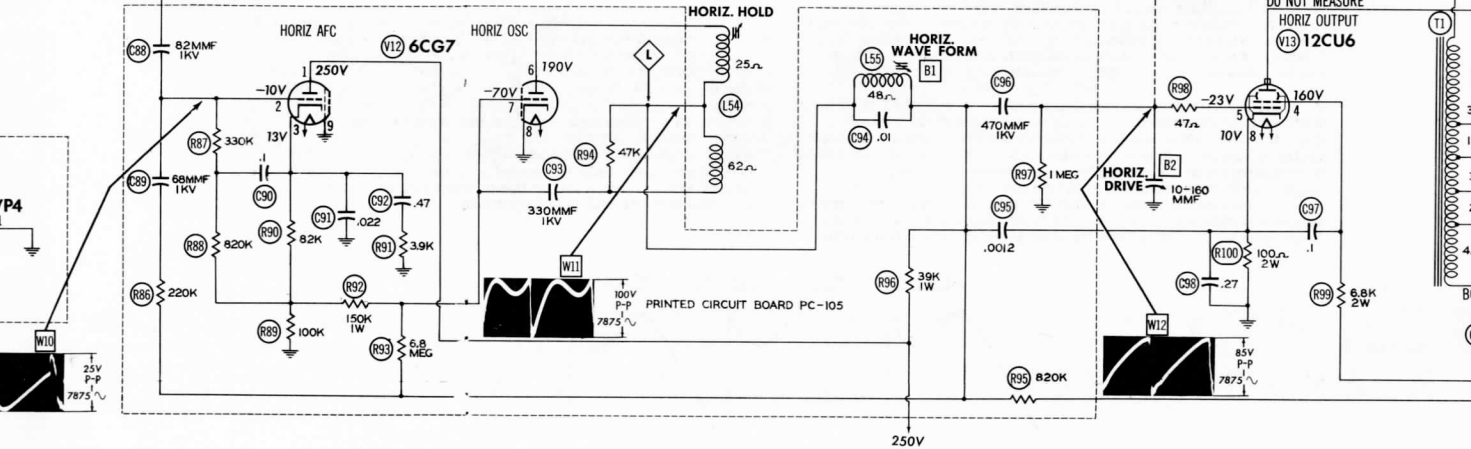 DO NOT MEASURE
HORIZ. HOLD
HORIZ AFC
V12 6CG7
HORIZ OSC
HORIZ OUTPUT
V13 12CU6
T1
C88
82MMF
1KV
1
250V
6
190V
L
25Ω
HORIZ.
WAVE FORM
B1
L55
48Ω
C96
R98
-10V
2
3
9
13V
-70V
7
8
L54
C94
.01
470MMF
1KV
-23V
47Ω
5
10V
8
160V
4
R87
330K
.1
C90
C89
68MMF
1KV
R94
47K
C93
330MMF
1KV
62Ω
R97
1 MEG
HORIZ.
DRIVE
B2
10-160
MMF
C91
.022
C92
.47
R90
82K
R91
3.9K
R88
820K
C95
.0012
C97
.1
R100
100Ω
2W
R86
220K
R92
150K
1W
R89
100K
R93
6.8
MEG
W11
100V
P-P
7875∿
PRINTED CIRCUIT BOARD PC-105
R96
39K
1W
C98
.27
R99
6.8K
2W
W10
25V
P-P
7875∿
W12
85V
P-P
7875∿
R95
820K
250V